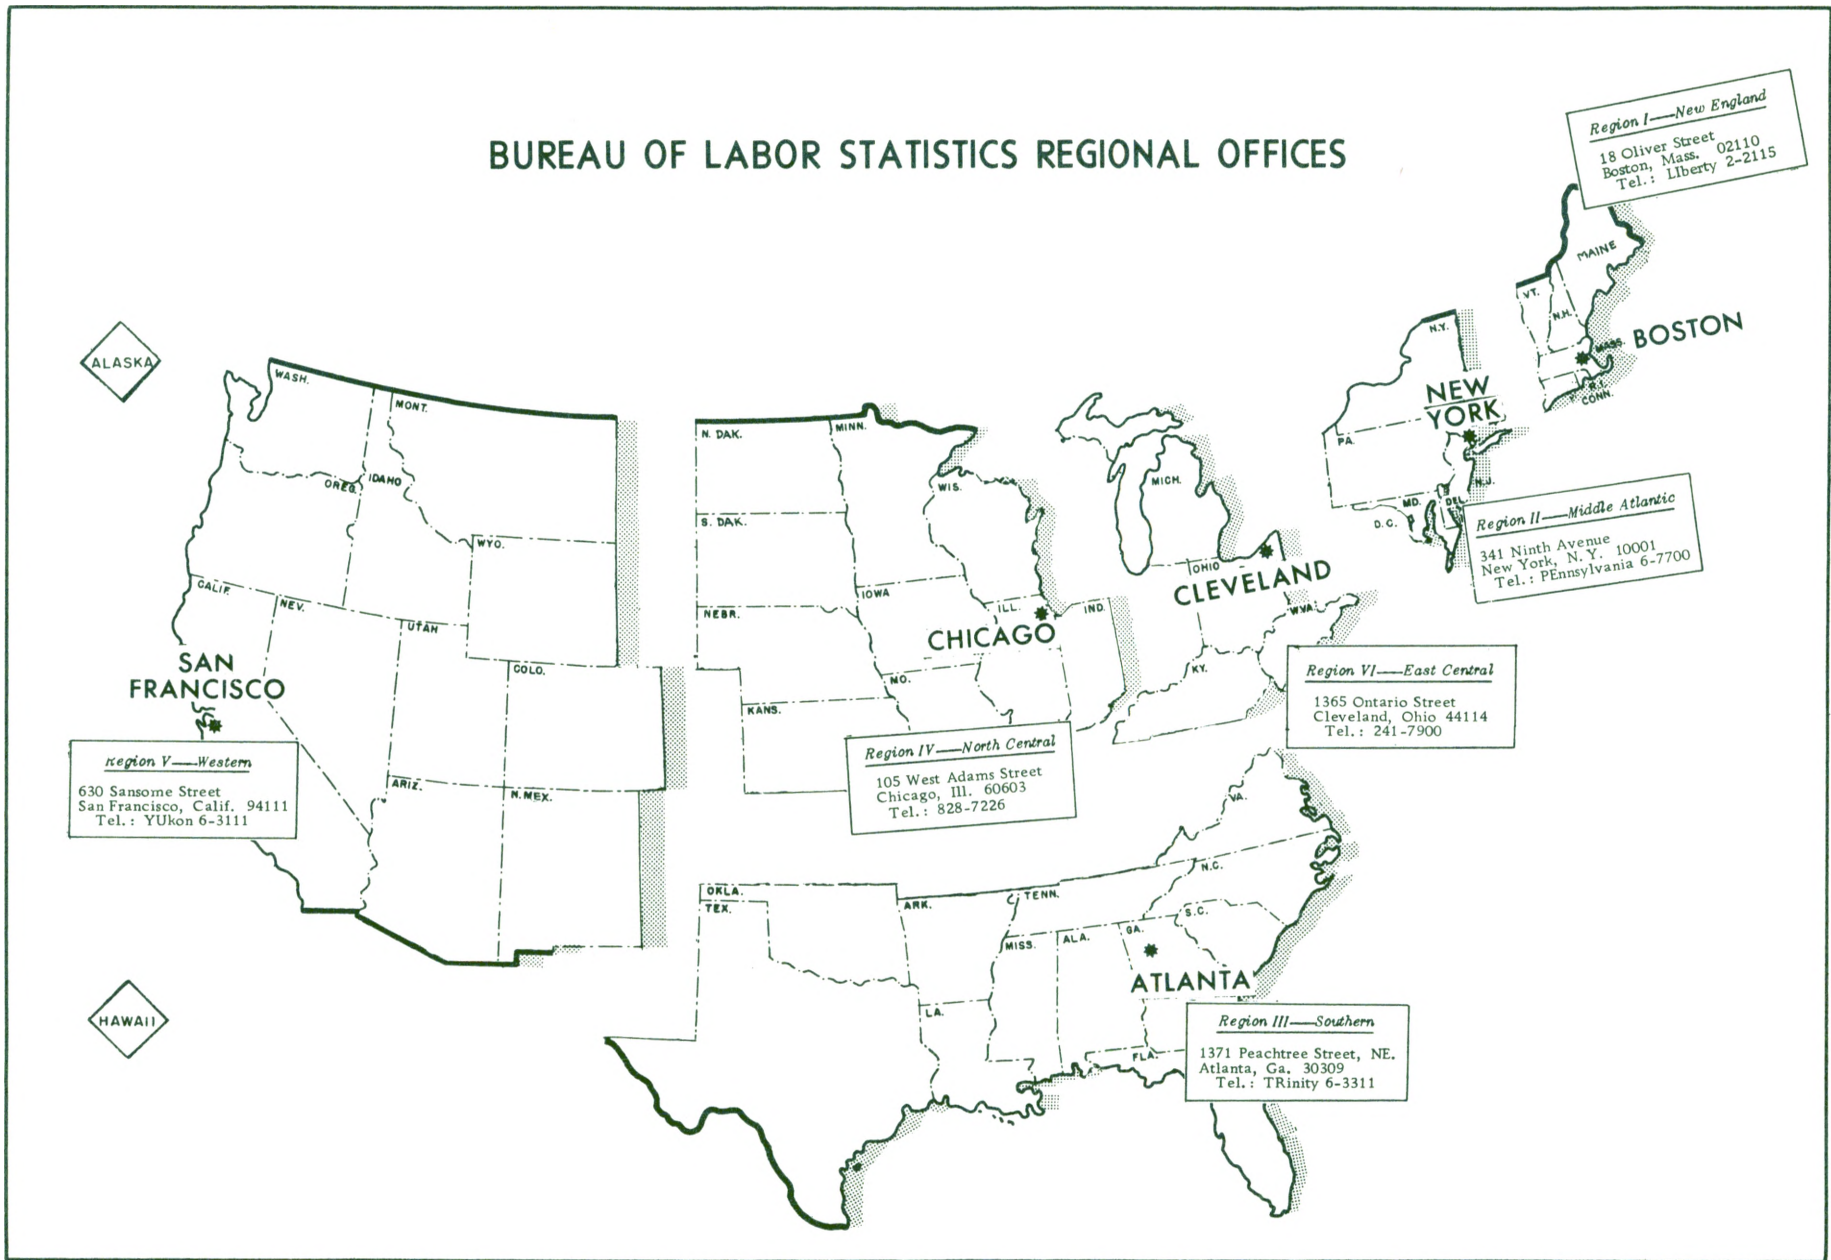 BUREAU OF LABOR STATISTICS REGIONAL OFFICES
Region I—New England
18 Oliver Street
Boston, Mass. 02110
Tel.: LIberty 2-2115
MAINE
VT.
N.H.
MASS.
BOSTON
R.I.
CONN.
ALASKA
N.Y.
NEW
YORK
PA.
N.J.
MD.
DEL.
D.C.
Region II—Middle Atlantic
341 Ninth Avenue
New York, N.Y. 10001
Tel.: PEnnsylvania 6-7700
WASH.
MONT.
OREG.
IDAHO
WYO.
CALIF.
NEV.
UTAH
COLO.
SAN
FRANCISCO
ARIZ.
N.MEX.
Region V—Western
630 Sansome Street
San Francisco, Calif. 94111
Tel.: YUkon 6-3111
N. DAK.
MINN.
S. DAK.
WIS.
NEBR.
IOWA
ILL.
IND.
CHICAGO
MO.
KANS.
Region IV—North Central
105 West Adams Street
Chicago, Ill. 60603
Tel.: 828-7226
MICH.
OHIO
CLEVELAND
W.VA.
KY.
Region VI—East Central
1365 Ontario Street
Cleveland, Ohio 44114
Tel.: 241-7900
VA.
N.C.
OKLA.
TEX.
ARK.
TENN.
S.C.
MISS.
ALA.
GA.
ATLANTA
LA.
FLA.
Region III—Southern
1371 Peachtree Street, NE.
Atlanta, Ga. 30309
Tel.: TRinity 6-3311
HAWAII